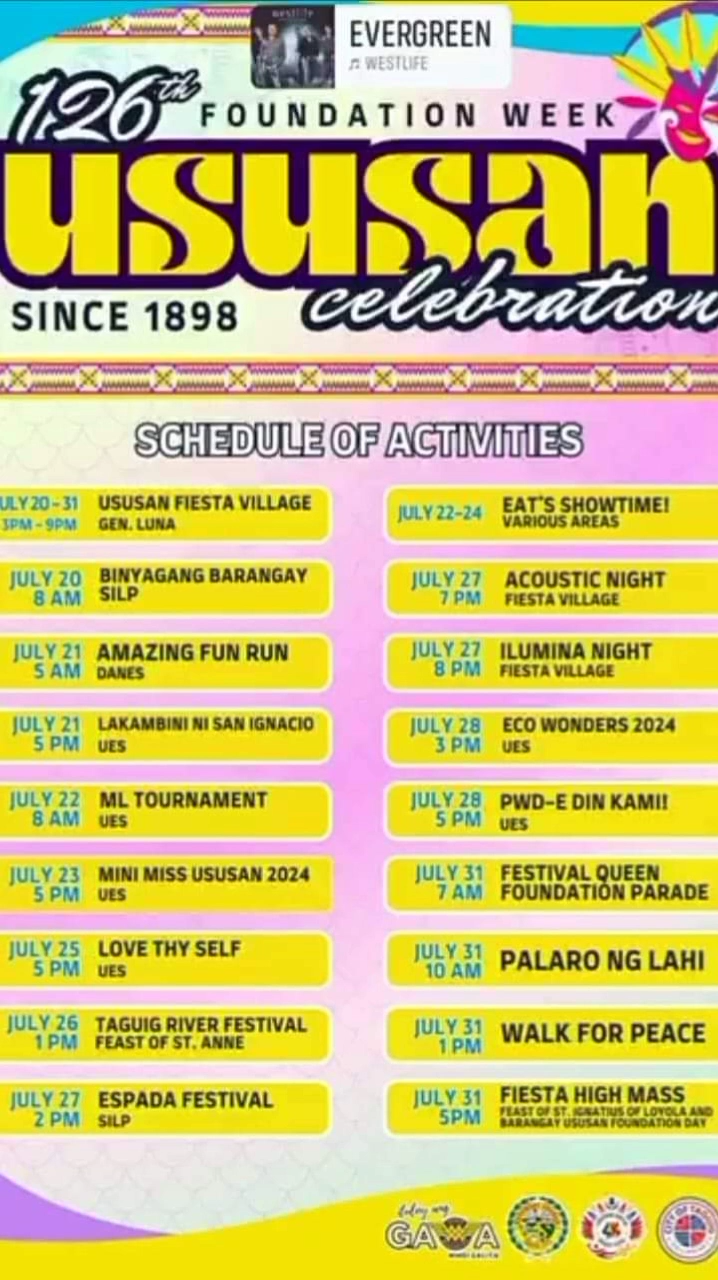 EVERGREEN
♫ WESTLIFE
126th
FOUNDATION WEEK
USUSAN
celebration
SINCE 1898
SCHEDULE OF ACTIVITIES
ULY 20-31 USUSAN FIESTA VILLAGE
3PM - 9PM GEN. LUNA
JULY 20 BINYAGANG BARANGAY
8 AM SILP
JULY 21 AMAZING FUN RUN
5 AM DANES
JULY 21 LAKAMBINI NI SAN IGNACIO
5 PM UES
JULY 22 ML TOURNAMENT
8 AM UES
JULY 23 MINI MISS USUSAN 2024
5 PM UES
JULY 25 LOVE THY SELF
5 PM UES
JULY 26 TAGUIG RIVER FESTIVAL
1 PM FEAST OF ST. ANNE
JULY 27 ESPADA FESTIVAL
2 PM SILP
JULY 22-24 EAT'S SHOWTIME!
VARIOUS AREAS
JULY 27 ACOUSTIC NIGHT
7 PM FIESTA VILLAGE
JULY 27 ILUMINA NIGHT
8 PM FIESTA VILLAGE
JULY 28 ECO WONDERS 2024
3 PM UES
JULY 28 PWD-E DIN KAMI!
5 PM UES
JULY 31 FESTIVAL QUEEN
7 AM FOUNDATION PARADE
JULY 31 PALARO NG LAHI
10 AM
JULY 31 WALK FOR PEACE
1 PM
JULY 31 FIESTA HIGH MASS
5PM FEAST OF ST. IGNATIUS OF LOYOLA AND
BARANGAY USUSAN FOUNDATION DAY
GAWA